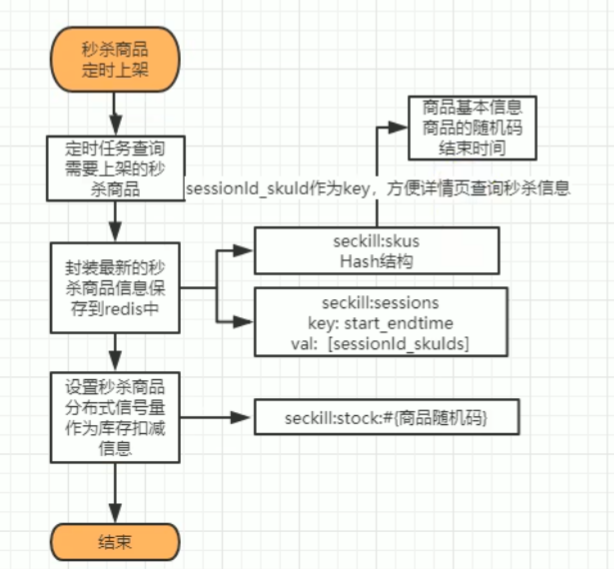 秒杀商品
定时上架
商品基本信息
商品的随机码
结束时间
定时任务查询
需要上架的秒
杀商品
sessionId_skuId作为key，方便详情页查询秒杀信息
seckill:skus
Hash结构
封装最新的秒
杀商品信息保
存到redis中
seckill:sessions
key: start_endtime
val: [sessionId_skuIds]
设置秒杀商品
分布式信号量
作为库存扣减
信息
seckill:stock:#{商品随机码}
结束